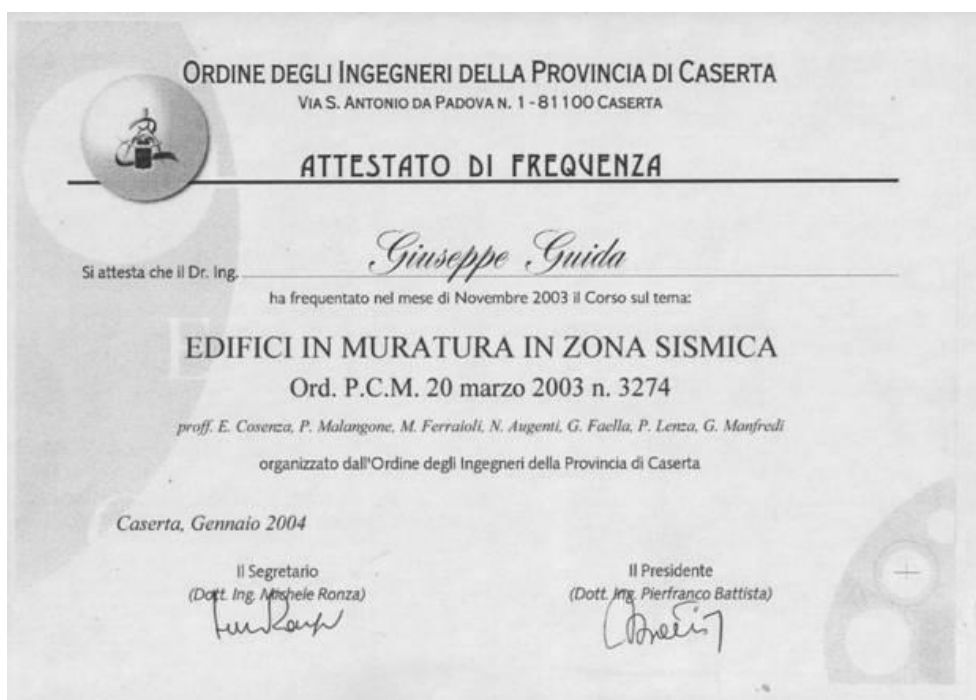 ORDINE DEGLI INGEGNERI DELLA PROVINCIA DI CASERTA
VIA S. ANTONIO DA PADOVA N. 1 - 81100 CASERTA
ATTESTATO DI FREQUENZA
Si attesta che il Dr. Ing. Giuseppe Guida
ha frequentato nel mese di Novembre 2003 il Corso sul tema:
EDIFICI IN MURATURA IN ZONA SISMICA
Ord. P.C.M. 20 marzo 2003 n. 3274
proff. E. Cosenza, P. Malangone, M. Ferraioli, N. Augenti, G. Faella, P. Lenza, G. Manfredi
organizzato dall'Ordine degli Ingegneri della Provincia di Caserta
Caserta, Gennaio 2004
Il Segretario
(Dott. Ing. Michele Ronza)
Il Presidente
(Dott. Ing. Pierfranco Battista)